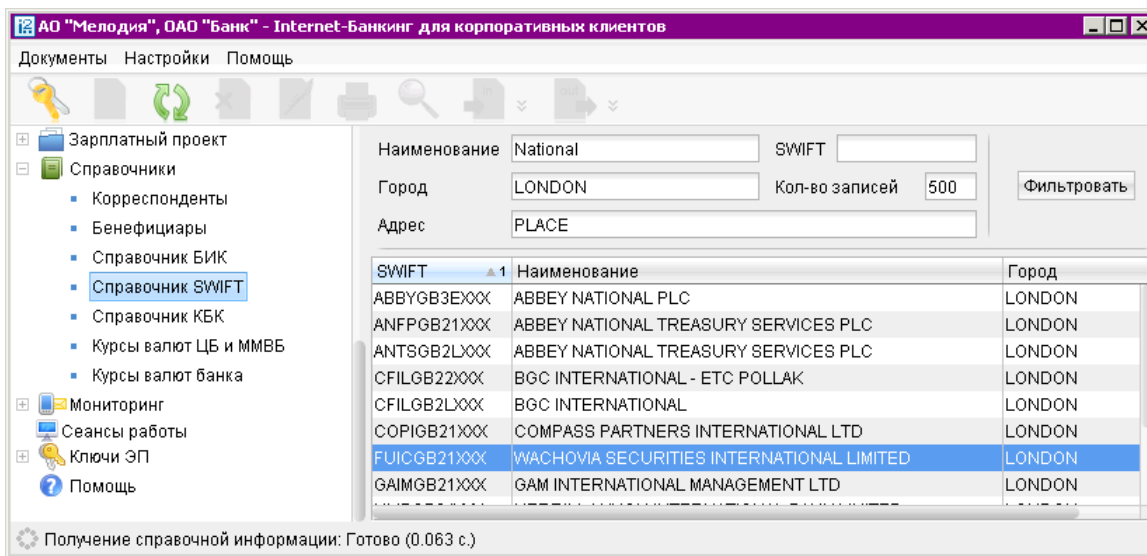 АО "Мелодия", ОАО "Банк" - Internet-Банкинг для корпоративных клиентов
Документы Настройки Помощь
in out
Зарплатный проект
Справочники
Корреспонденты
Бенефициары
Справочник БИК
Справочник SWIFT
Справочник КБК
Курсы валют ЦБ и ММВБ
Курсы валют банка
Мониторинг
Сеансы работы
Ключи ЭП
Помощь
Наименование National SWIFT
Город LONDON Кол-во записей 500 Фильтровать
Адрес PLACE
SWIFT 1 Наименование Город
ABBYGB3EXXX ABBEY NATIONAL PLC LONDON
ANFPGB21XXX ABBEY NATIONAL TREASURY SERVICES PLC LONDON
ANTSGB2LXXX ABBEY NATIONAL TREASURY SERVICES PLC LONDON
CFILGB22XXX BGC INTERNATIONAL - ETC POLLAK LONDON
CFILGB2LXXX BGC INTERNATIONAL LONDON
COPIGB21XXX COMPASS PARTNERS INTERNATIONAL LTD LONDON
FUICGB21XXX WACHOVIA SECURITIES INTERNATIONAL LIMITED LONDON
GAIMGB21XXX GAM INTERNATIONAL MANAGEMENT LTD LONDON
Получение справочной информации: Готово (0.063 с.)